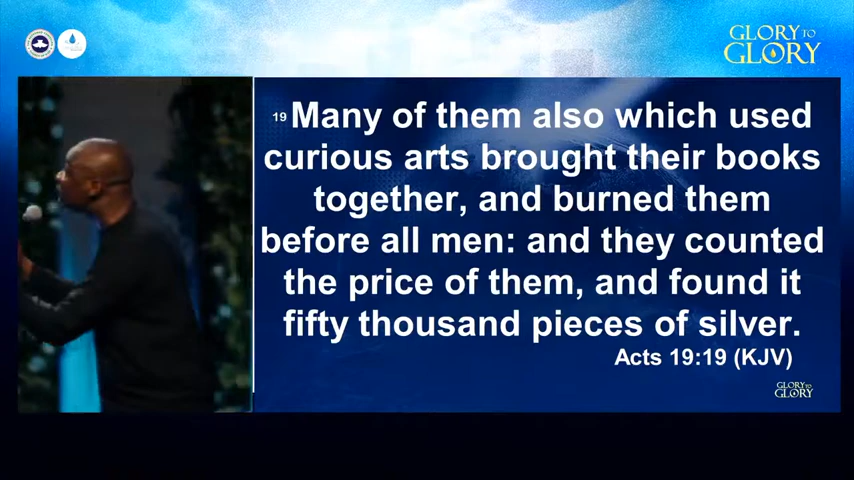 GLORY TO
GLORY
19 Many of them also which used
curious arts brought their books
together, and burned them
before all men: and they counted
the price of them, and found it
fifty thousand pieces of silver.
Acts 19:19 (KJV)
GLORY TO
GLORY